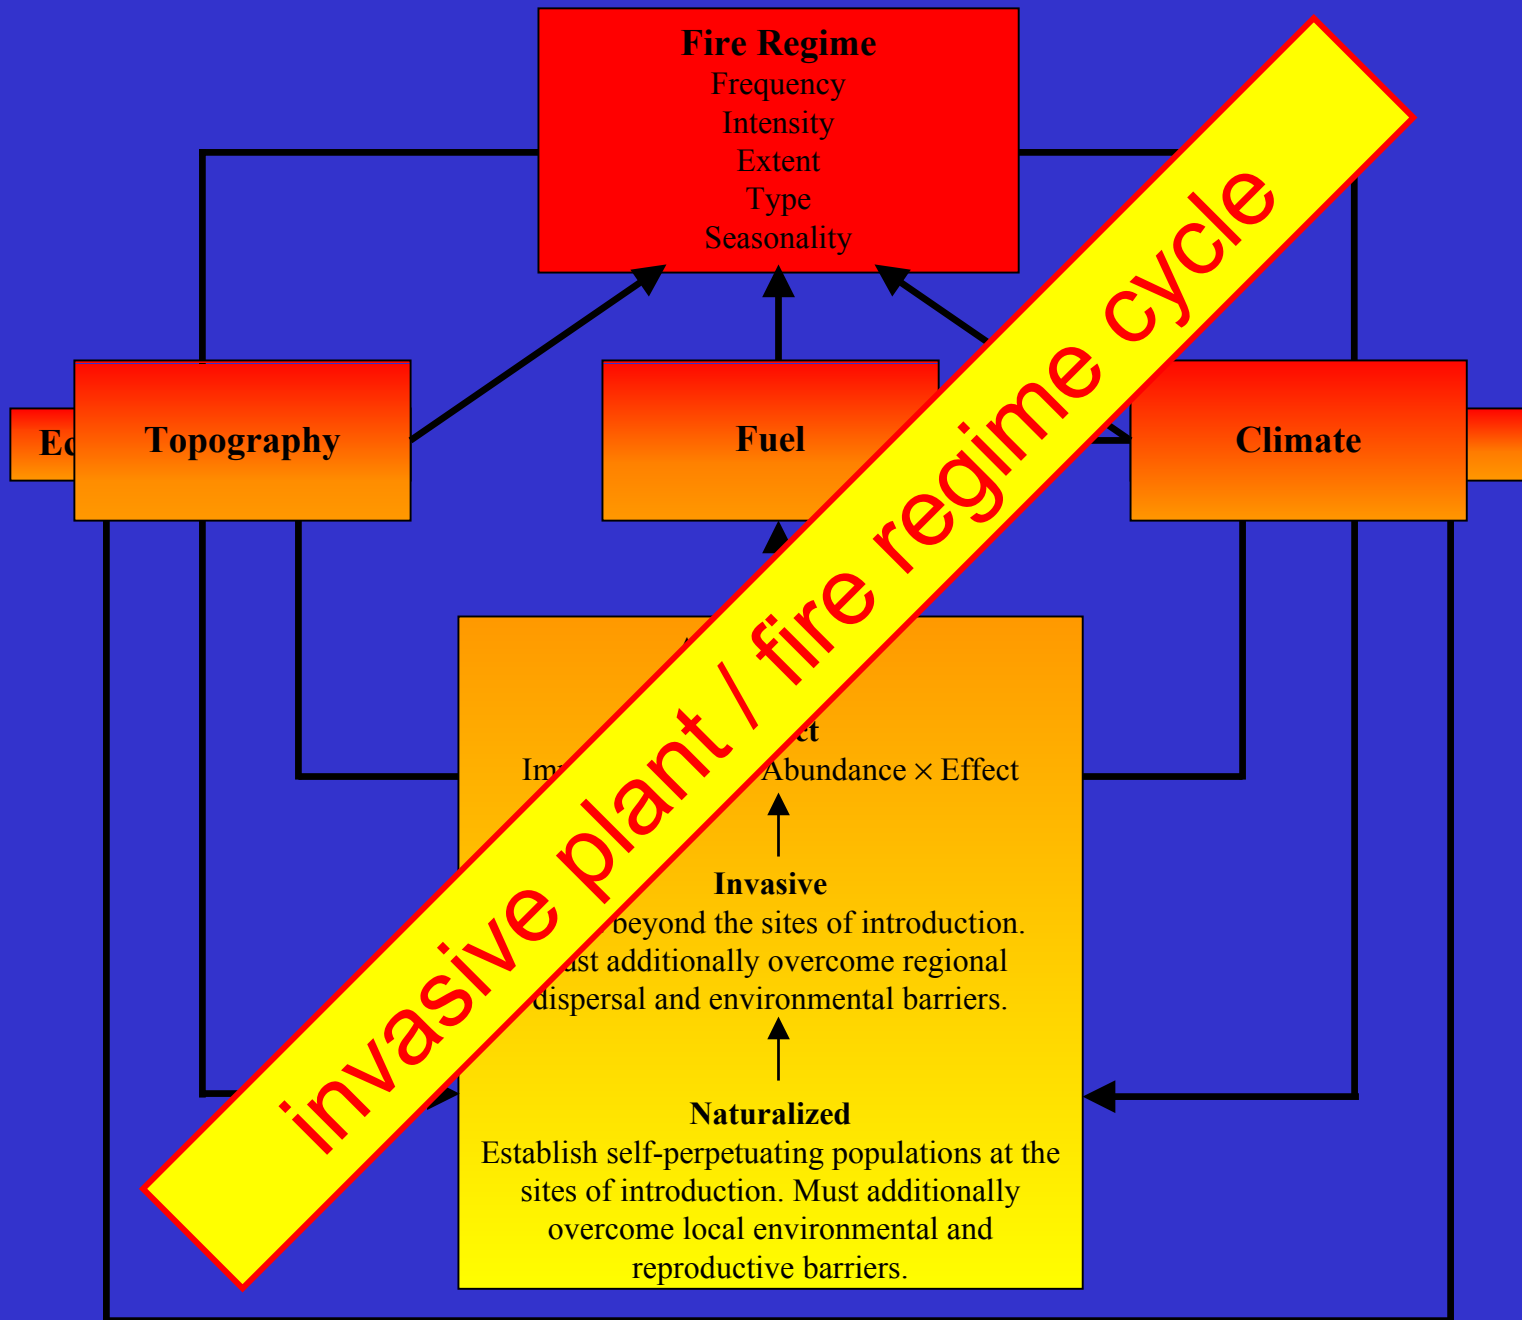 Fire Regime
Frequency
Intensity
Extent
Type
Seasonality
Topography
Fuel
Climate
Abundance × Effect
Invasive
beyond the sites of introduction.
additionally overcome regional
dispersal and environmental barriers.
Naturalized
Establish self-perpetuating populations at the
sites of introduction. Must additionally
overcome local environmental and
reproductive barriers.
invasive plant / fire regime cycle